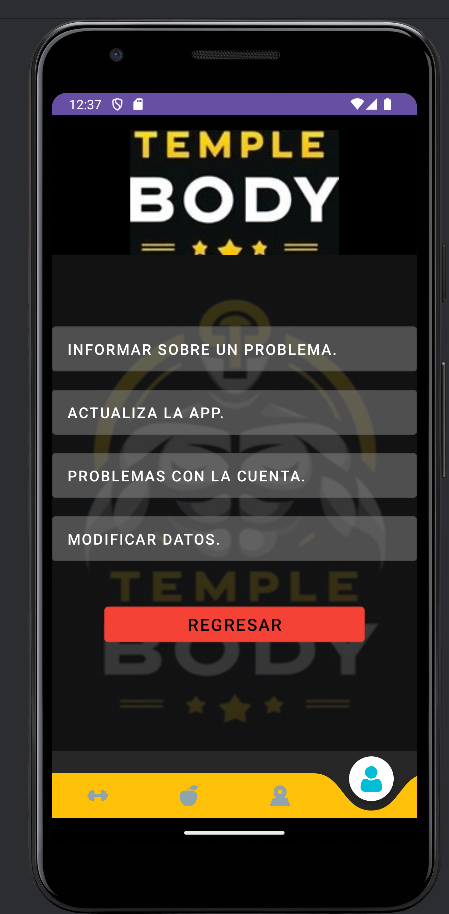 12:37
TEMPLE
BODY
INFORMAR SOBRE UN PROBLEMA.
ACTUALIZA LA APP.
PROBLEMAS CON LA CUENTA.
MODIFICAR DATOS.
TEMPLE
REGRESAR
BODY